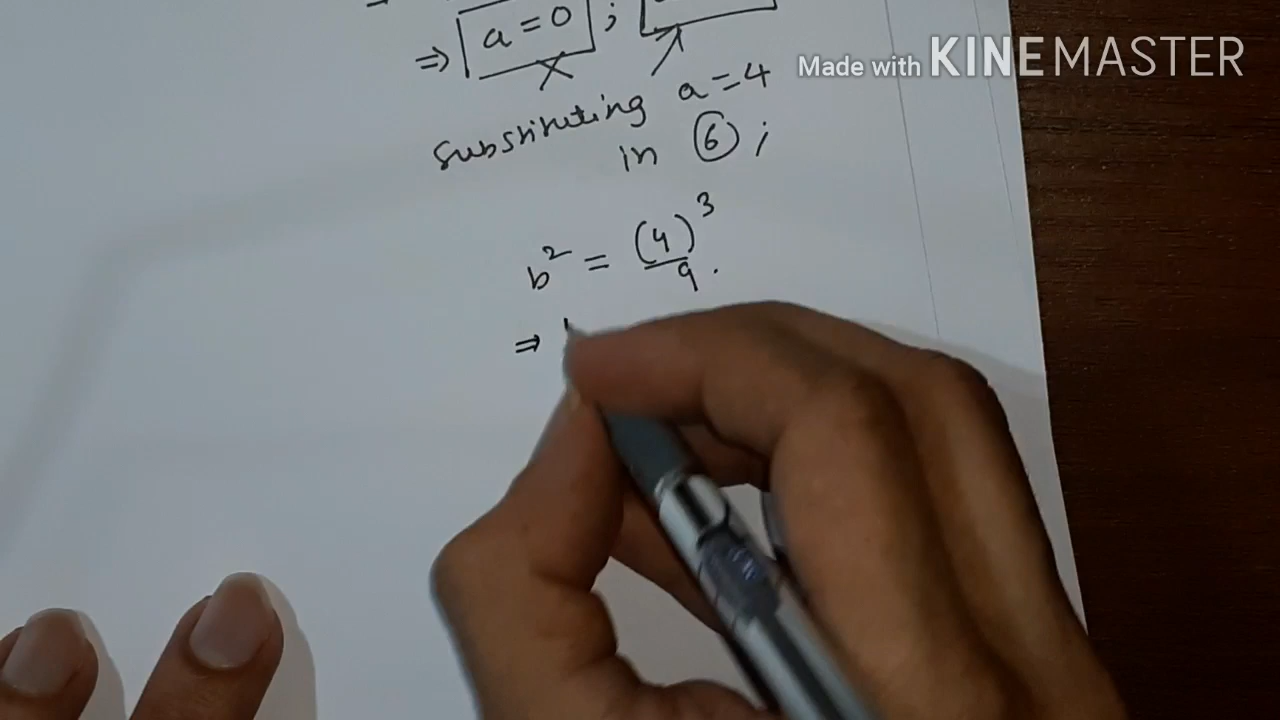 ⇒ a = 0 ;
Made with KINEMASTER
Substituting a = 4
in ⑥ ;
b² = (4)³/9.
⇒